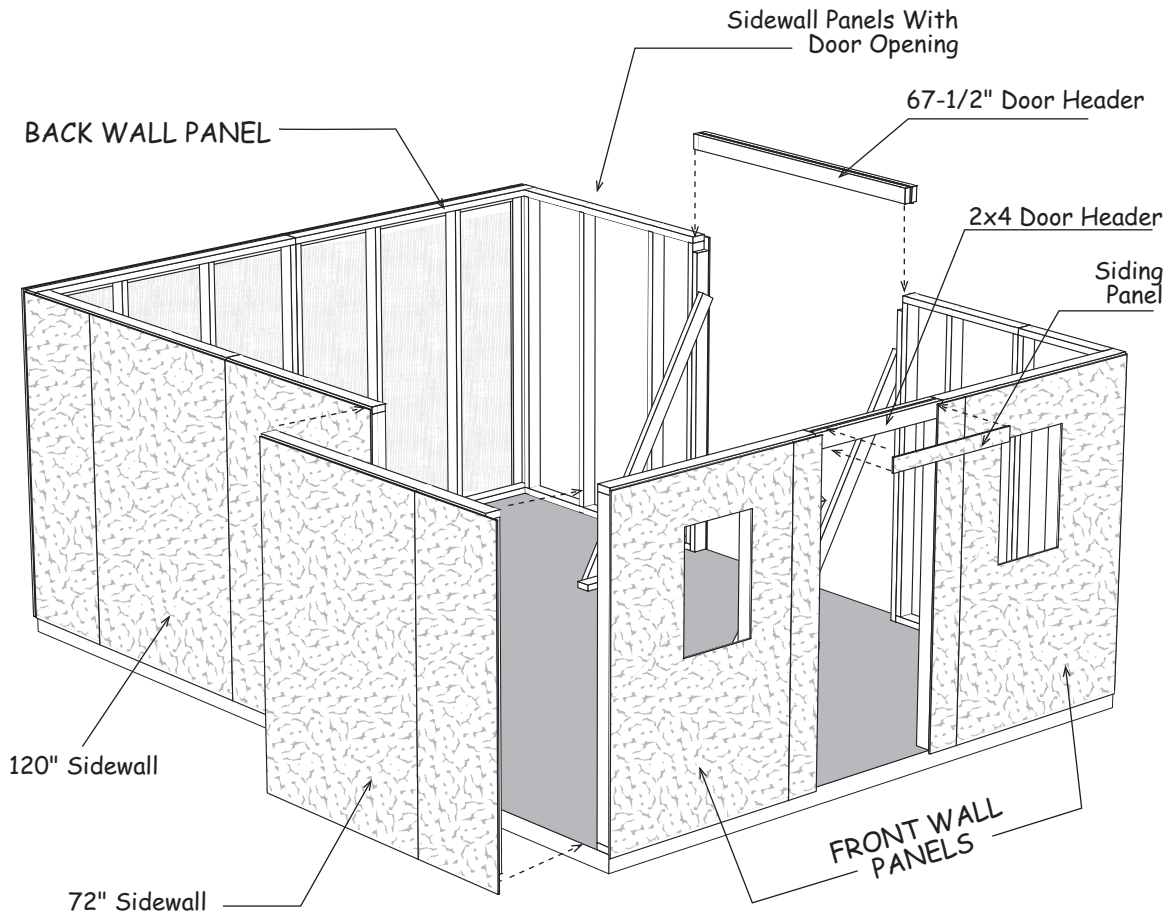 Sidewall Panels With
Door Opening
67-1/2" Door Header
BACK WALL PANEL
2x4 Door Header
Siding
Panel
120" Sidewall
FRONT WALL
PANELS
72" Sidewall